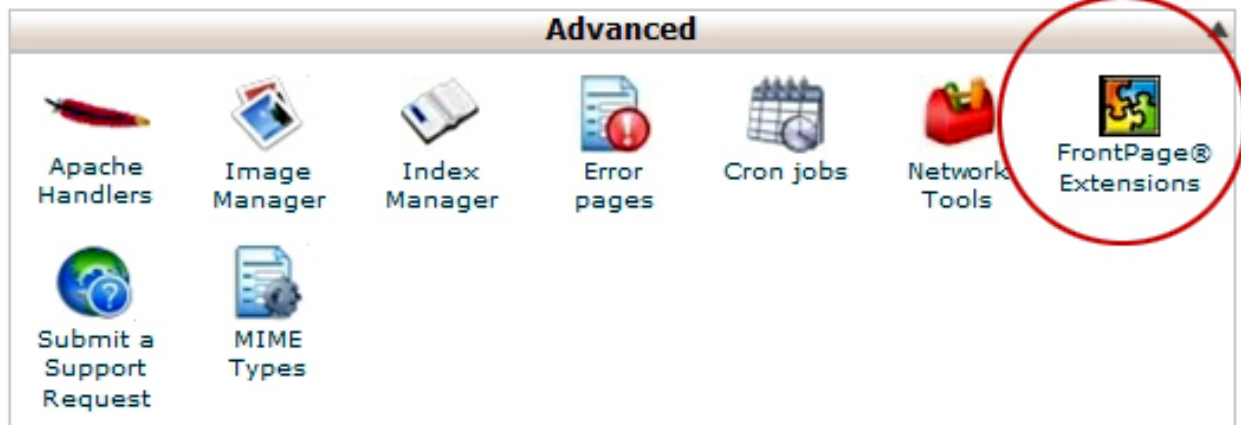 Advanced
Apache
Handlers
Image
Manager
Index
Manager
Error
pages
Cron jobs
Network
Tools
FrontPage®
Extensions
Submit a
Support
Request
MIME
Types